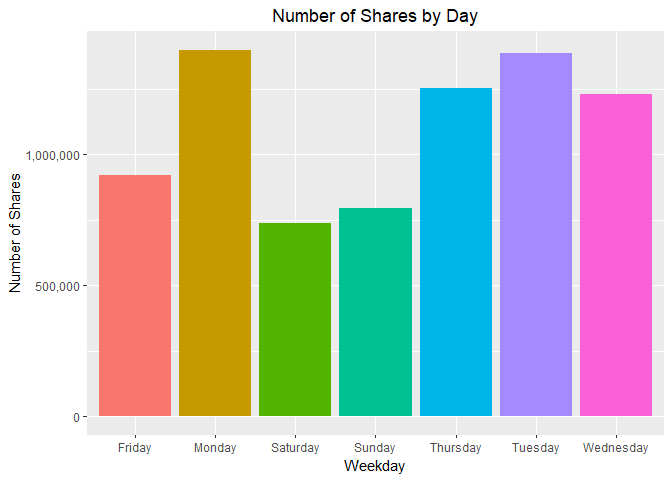 Number of Shares by Day
Number of Shares
1,000,000
500,000
0
Friday Monday Saturday Sunday Thursday Tuesday Wednesday
Weekday